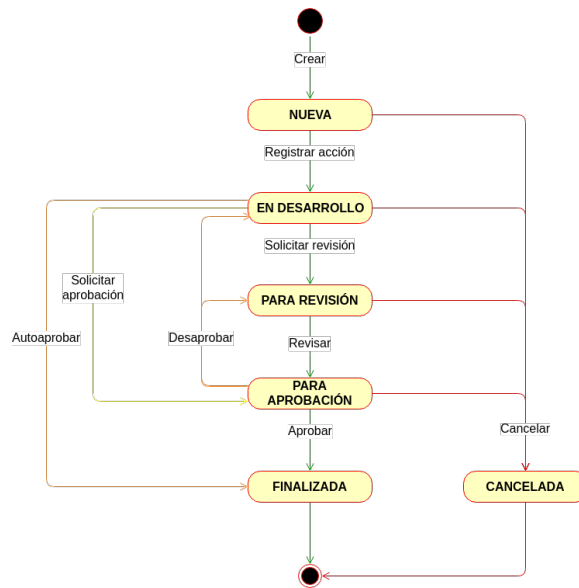 Crear
NUEVA
Registrar acción
EN DESARROLLO
Solicitar revisión
Solicitar
aprobación
PARA REVISIÓN
Autoaprobar
Desaprobar
Revisar
PARA
APROBACIÓN
Aprobar
Cancelar
FINALIZADA
CANCELADA